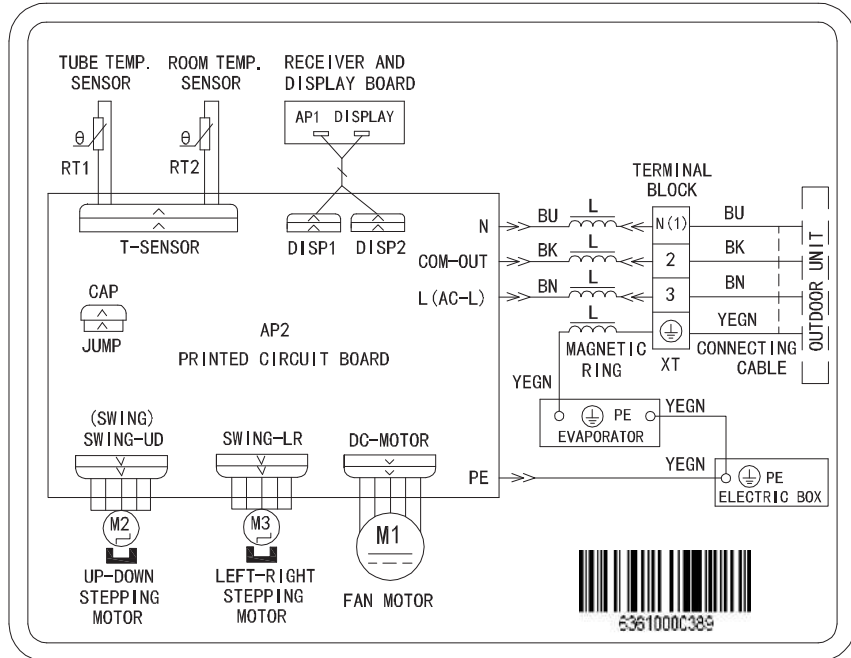 TUBE TEMP.
SENSOR
ROOM TEMP.
SENSOR
RECEIVER AND
DISPLAY BOARD
AP1 DISPLAY
θ
RT1
θ
RT2
T-SENSOR
DISP1
DISP2
N
COM-OUT
L(AC-L)
BU
BK
BN
L
L
L
L
MAGNETIC
RING
TERMINAL
BLOCK
N(1)
2
3
XT
BU
BK
BN
YEGN
CONNECTING
CABLE
OUTDOOR UNIT
CAP
JUMP
AP2
PRINTED CIRCUIT BOARD
YEGN
PE
EVAPORATOR
YEGN
YEGN
PE
ELECTRIC BOX
PE
(SWING)
SWING-UD
SWING-LR
DC-MOTOR
M2
M3
M1
UP-DOWN
STEPPING
MOTOR
LEFT-RIGHT
STEPPING
MOTOR
FAN MOTOR
63610000389